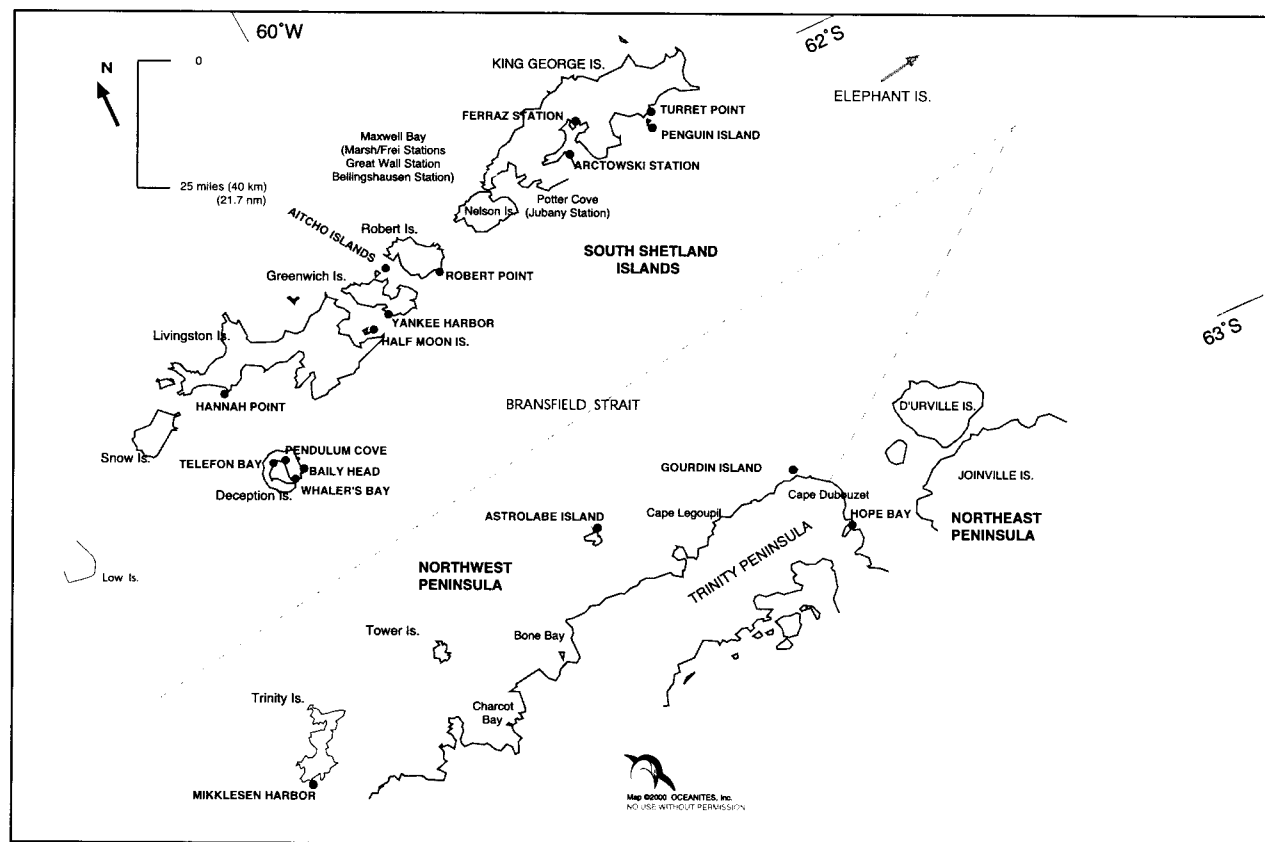 60°W
62°S
N
0
25 miles (40 km)
(21.7 nm)
KING GEORGE IS.
ELEPHANT IS.
FERRAZ STATION
TURRET POINT
PENGUIN ISLAND
Maxwell Bay
(Marsh/Frei Stations
Great Wall Station
Bellingshausen Station)
ARCTOWSKI STATION
Potter Cove
(Jubany Station)
Nelson Is.
AITCHO ISLANDS
Robert Is.
SOUTH SHETLAND
ISLANDS
ROBERT POINT
Greenwich Is.
YANKEE HARBOR
Livingston Is.
HALF MOON IS.
63°S
HANNAH POINT
BRANSFIELD STRAIT
D'URVILLE IS.
Snow Is.
PENDULUM COVE
TELEFON BAY
BAILY HEAD
WHALER'S BAY
Deception Is.
GOURDIN ISLAND
JOINVILLE IS.
Cape Dubouzet
Cape Legoupil
ASTROLABE ISLAND
HOPE BAY
NORTHEAST
PENINSULA
TRINITY PENINSULA
NORTHWEST
PENINSULA
Low Is.
Tower Is.
Bone Bay
Trinity Is.
Charcot
Bay
MIKKLESEN HARBOR
Map ©2000 OCEANITES, Inc.
NO USE WITHOUT PERMISSION